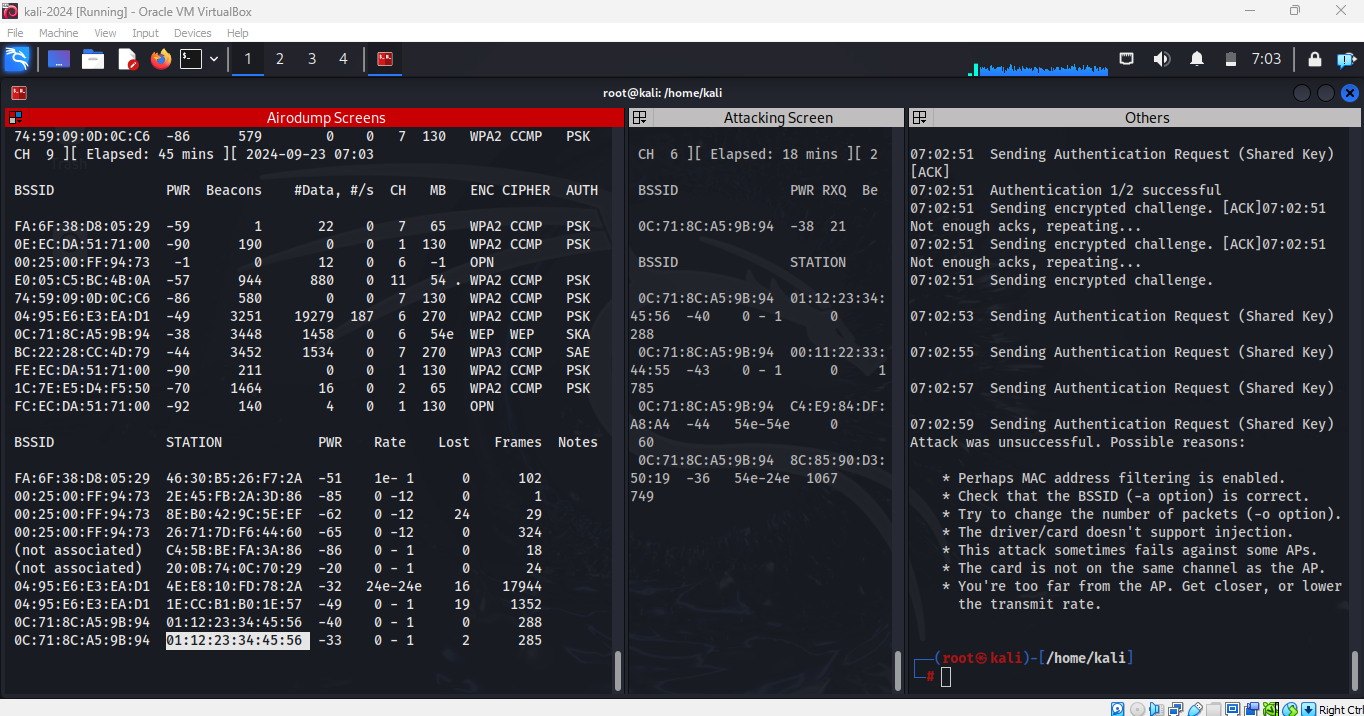 kali-2024 [Running] - Oracle VM VirtualBox
File Machine View Input Devices Help
1 2 3 4
7:03
root@kali: /home/kali
Airodump Screens
74:59:09:0D:0C:C6 -86 579 0 0 7 130 WPA2 CCMP PSK
CH 9 ][ Elapsed: 45 mins ][ 2024-09-23 07:03
BSSID PWR Beacons #Data, #/s CH MB ENC CIPHER AUTH
FA:6F:38:D8:05:29 -59 1 22 0 7 65 WPA2 CCMP PSK
0E:EC:DA:51:71:00 -90 190 0 0 1 130 WPA2 CCMP PSK
00:25:00:FF:94:73 -1 0 12 0 6 -1 OPN
E0:05:C5:BC:4B:0A -57 944 880 0 11 54 . WPA2 CCMP PSK
74:59:09:0D:0C:C6 -86 580 0 0 7 130 WPA2 CCMP PSK
04:95:E6:E3:EA:D1 -49 3251 19279 187 6 270 WPA2 CCMP PSK
0C:71:8C:A5:9B:94 -38 3448 1458 0 6 54e WEP WEP SKA
BC:22:28:CC:4D:79 -44 3452 1534 0 7 270 WPA3 CCMP SAE
FE:EC:DA:51:71:00 -90 211 0 0 1 130 WPA2 CCMP PSK
1C:7E:E5:D4:F5:50 -70 1464 16 0 2 65 WPA2 CCMP PSK
FC:EC:DA:51:71:00 -92 140 4 0 1 130 OPN
BSSID STATION PWR Rate Lost Frames Notes
FA:6F:38:D8:05:29 46:30:B5:26:F7:2A -51 1e- 1 0 102
00:25:00:FF:94:73 2E:45:FB:2A:3D:86 -85 0 -12 0 1
00:25:00:FF:94:73 8E:B0:42:9C:5E:EF -62 0 -12 24 29
00:25:00:FF:94:73 26:71:7D:F6:44:60 -65 0 -12 0 324
(not associated) C4:5B:BE:FA:3A:86 -86 0 - 1 0 18
(not associated) 20:0B:74:0C:70:29 -20 0 - 1 0 24
04:95:E6:E3:EA:D1 4E:E8:10:FD:78:2A -32 24e-24e 16 17944
04:95:E6:E3:EA:D1 1E:CC:B1:B0:1E:57 -49 0 - 1 19 1352
0C:71:8C:A5:9B:94 01:12:23:34:45:56 -40 0 - 1 0 288
0C:71:8C:A5:9B:94 01:12:23:34:45:56 -33 0 - 1 2 285
Attacking Screen
CH 6 ][ Elapsed: 18 mins ][ 2
BSSID PWR RXQ Be
0C:71:8C:A5:9B:94 -38 21
BSSID STATION
0C:71:8C:A5:9B:94 01:12:23:34:
45:56 -40 0 - 1 0
288
0C:71:8C:A5:9B:94 00:11:22:33:
44:55 -43 0 - 1 0 1
785
0C:71:8C:A5:9B:94 C4:E9:84:DF:
A8:A4 -44 54e-54e 0
60
0C:71:8C:A5:9B:94 8C:85:90:D3:
50:19 -36 54e-24e 1067
749
Others
07:02:51 Sending Authentication Request (Shared Key)
[ACK]
07:02:51 Authentication 1/2 successful
07:02:51 Sending encrypted challenge. [ACK]07:02:51
Not enough acks, repeating...
07:02:51 Sending encrypted challenge. [ACK]07:02:51
Not enough acks, repeating...
07:02:51 Sending encrypted challenge.
07:02:53 Sending Authentication Request (Shared Key)
07:02:55 Sending Authentication Request (Shared Key)
07:02:57 Sending Authentication Request (Shared Key)
07:02:59 Sending Authentication Request (Shared Key)
Attack was unsuccessful. Possible reasons:
* Perhaps MAC address filtering is enabled.
* Check that the BSSID (-a option) is correct.
* Try to change the number of packets (-o option).
* The driver/card doesn't support injection.
* This attack sometimes fails against some APs.
* The card is not on the same channel as the AP.
* You're too far from the AP. Get closer, or lower
the transmit rate.
┌──(root㉿kali)-[/home/kali]
└─#
Right Ctrl